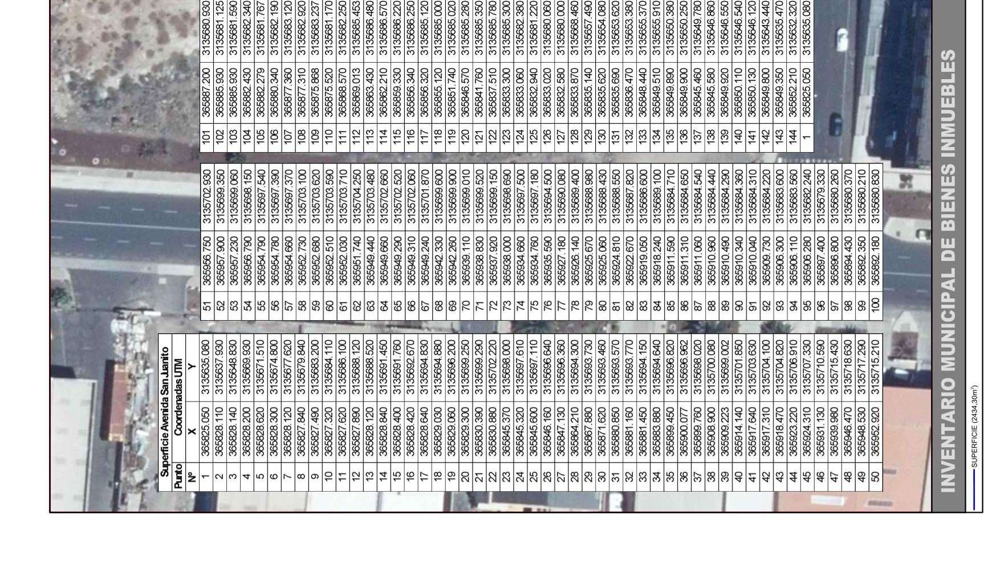 Superficie Avenida San Juanito
Punto Coordenadas UTM
Nº X Y
1 365825.050 3135635.080
2 365828.110 3135637.930
3 365828.140 3135648.830
4 365828.200 3135669.930
5 365828.620 3135671.510
6 365828.300 3135674.800
7 365828.120 3135677.620
8 365827.840 3135679.840
9 365827.490 3135683.200
10 365827.320 3135684.110
11 365827.620 3135686.100
12 365827.890 3135688.120
13 365828.120 3135688.520
14 365828.640 3135691.450
15 365828.400 3135691.760
16 365828.420 3135692.670
17 365828.640 3135694.830
18 365829.030 3135694.880
19 365829.060 3135696.200
20 365829.300 3135699.250
21 365830.390 3135699.290
22 365830.880 3135702.220
23 365845.370 3135698.000
24 365845.320 3135697.610
25 365845.600 3135697.110
26 365846.160 3135696.640
27 365847.130 3135696.360
28 365864.210 3135694.300
29 365867.880 3135693.730
30 365871.620 3135693.460
31 365880.850 3135693.570
32 365881.160 3135693.770
33 365881.450 3135694.150
34 365883.880 3135694.640
35 365899.450 3135696.820
36 365900.077 3135696.962
37 365899.760 3135698.020
38 365908.900 3135700.080
39 365909.223 3135699.002
40 365914.140 3135701.850
41 365917.640 3135703.630
42 365917.310 3135704.100
43 365918.470 3135704.820
44 365923.220 3135706.910
45 365924.310 3135707.330
46 365931.130 3135710.590
47 365939.980 3135715.430
48 365946.470 3135718.630
49 365948.530 3135717.290
50 365952.920 3135715.210
51 365956.750 3135702.930
52 365957.900 3135699.350
53 365957.230 3135699.060
54 365956.790 3135698.150
55 365954.790 3135697.540
56 365954.780 3135697.390
57 365954.660 3135697.370
58 365952.730 3135703.100
59 365952.680 3135703.620
60 365952.510 3135703.590
61 365952.030 3135703.710
62 365951.740 3135704.250
63 365949.440 3135703.480
64 365949.660 3135702.660
65 365949.290 3135702.520
66 365949.310 3135702.060
67 365949.240 3135701.870
68 365942.330 3135699.600
69 365942.260 3135699.900
70 365939.110 3135699.010
71 365938.830 3135699.520
72 365937.920 3135699.150
73 365938.000 3135698.690
74 365934.660 3135697.500
75 365934.760 3135697.180
76 365935.590 3135694.500
77 365927.180 3135690.080
78 365926.140 3135689.400
79 365925.670 3135688.980
80 365925.060 3135688.430
81 365924.810 3135688.550
82 365922.670 3135687.820
83 365919.050 3135686.600
84 365918.240 3135689.100
85 365911.590 3135684.710
86 365911.310 3135684.650
87 365911.060 3135684.540
88 365910.960 3135684.440
89 365910.490 3135684.290
90 365910.340 3135684.360
91 365910.040 3135684.310
92 365909.730 3135684.220
93 365906.300 3135683.600
94 365906.110 3135683.560
95 365906.280 3135682.240
96 365897.400 3135679.330
97 365896.800 3135680.260
98 365894.430 3135680.370
99 365892.350 3135680.210
100 365892.180 3135680.830
101 365887.200 3135680.930
102 365885.930 3135681.125
103 365885.930 3135681.590
104 365882.430 3135682.340
105 365882.279 3135681.767
106 365880.340 3135682.190
107 365877.360 3135683.120
108 365877.310 3135682.920
109 365875.868 3135683.237
110 365875.520 3135681.170
111 365868.570 3135682.250
112 365869.013 3135685.453
113 365863.430 3135686.480
114 365862.210 3135686.570
115 365859.330 3135686.220
116 365856.340 3135686.250
117 365856.320 3135685.120
118 365855.120 3135685.000
119 365851.740 3135685.020
120 365846.570 3135685.280
121 365841.760 3135685.350
122 365837.510 3135685.780
123 365833.300 3135685.300
124 365833.060 3135682.380
125 365832.940 3135681.220
126 365833.020 3135680.060
127 365832.580 3135680.000
128 365833.870 3135668.460
129 365835.140 3135657.490
130 365835.620 3135654.080
131 365835.690 3135653.620
132 365836.470 3135653.380
133 365848.440 3135655.370
134 365849.510 3135655.910
135 365849.890 3135650.380
136 365849.900 3135650.250
137 365845.460 3135649.780
138 365845.580 3135646.860
139 365849.920 3135646.550
140 365850.110 3135646.540
141 365850.130 3135646.120
142 365849.800 3135643.440
143 365849.350 3135635.470
144 365852.210 3135632.320
1 365825.050 3135635.080
INVENTARIO MUNICIPAL DE BIENES INMUEBLES
SUPERFICIE (2434,30m²)